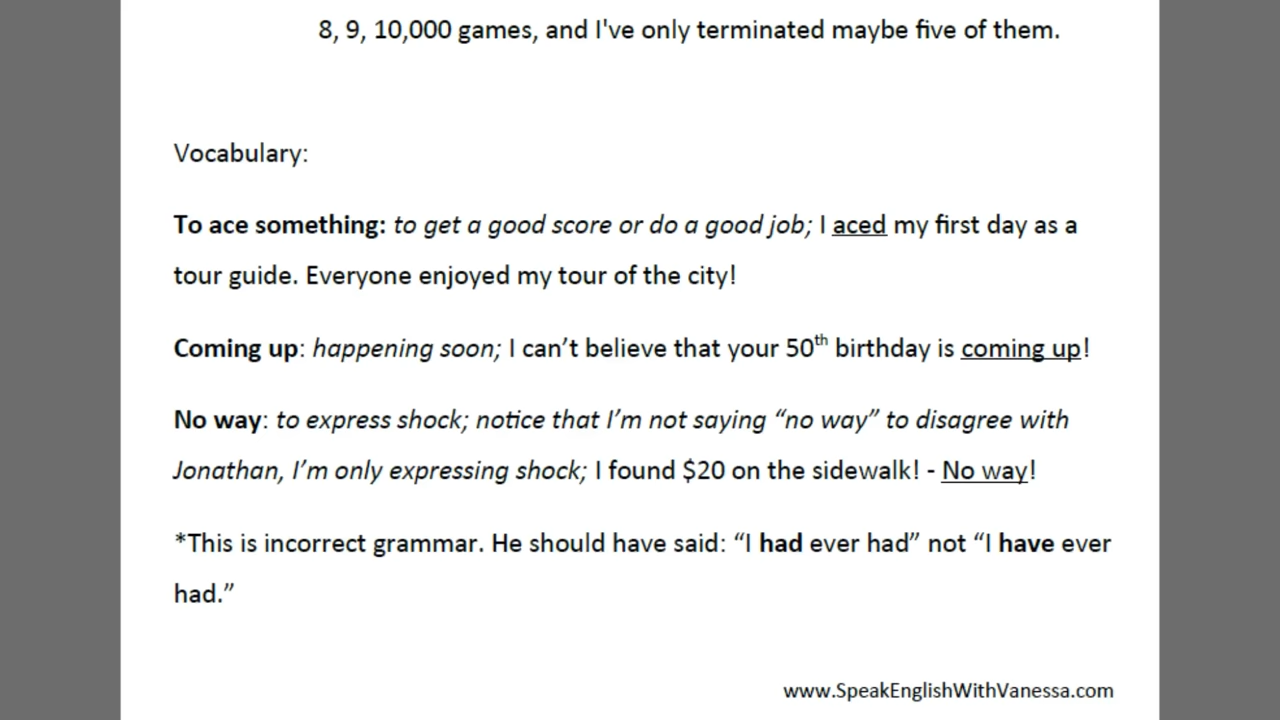 8, 9, 10,000 games, and I've only terminated maybe five of them.
Vocabulary:
To ace something: to get a good score or do a good job; I aced my first day as a
tour guide. Everyone enjoyed my tour of the city!
Coming up: happening soon; I can’t believe that your 50th birthday is coming up!
No way: to express shock; notice that I’m not saying “no way” to disagree with
Jonathan, I’m only expressing shock; I found $20 on the sidewalk! - No way!
*This is incorrect grammar. He should have said: “I had ever had” not “I have ever
had.”
www.SpeakEnglishWithVanessa.com